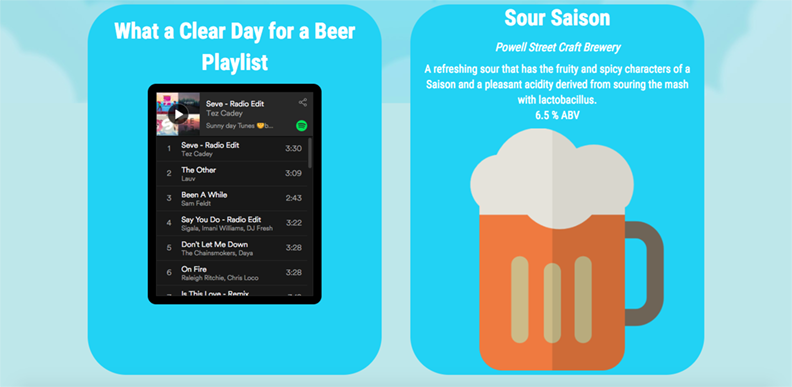 What a Clear Day for a Beer
Playlist
Seve - Radio Edit
Tez Cadey
Sunny day Tunes
1 Seve - Radio Edit 3:30
Tez Cadey
2 The Other 3:09
Lauv
3 Been A While 2:43
Sam Feldt
4 Say You Do - Radio Edit 3:22
Sigala, Imani Williams, DJ Fresh
5 Don't Let Me Down 3:28
The Chainsmokers, Daya
6 On Fire 3:28
Raleigh Ritchie, Chris Loco
Is This Love - Remix
Sour Saison
Powell Street Craft Brewery
A refreshing sour that has the fruity and spicy characters of a
Saison and a pleasant acidity derived from souring the mash
with lactobacillus.
6.5 % ABV